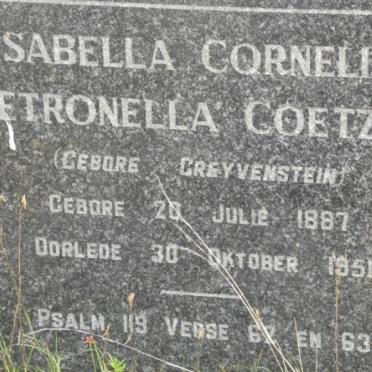 SABELLA CORNELI
ETRONELLA COETZ
(GEBORE GREYVENSTEIN)
GEBORE 20 JULIE 1887
OORLEDE 30 OKTOBER 1951
PSALM 119 VERSE 62 EN 63